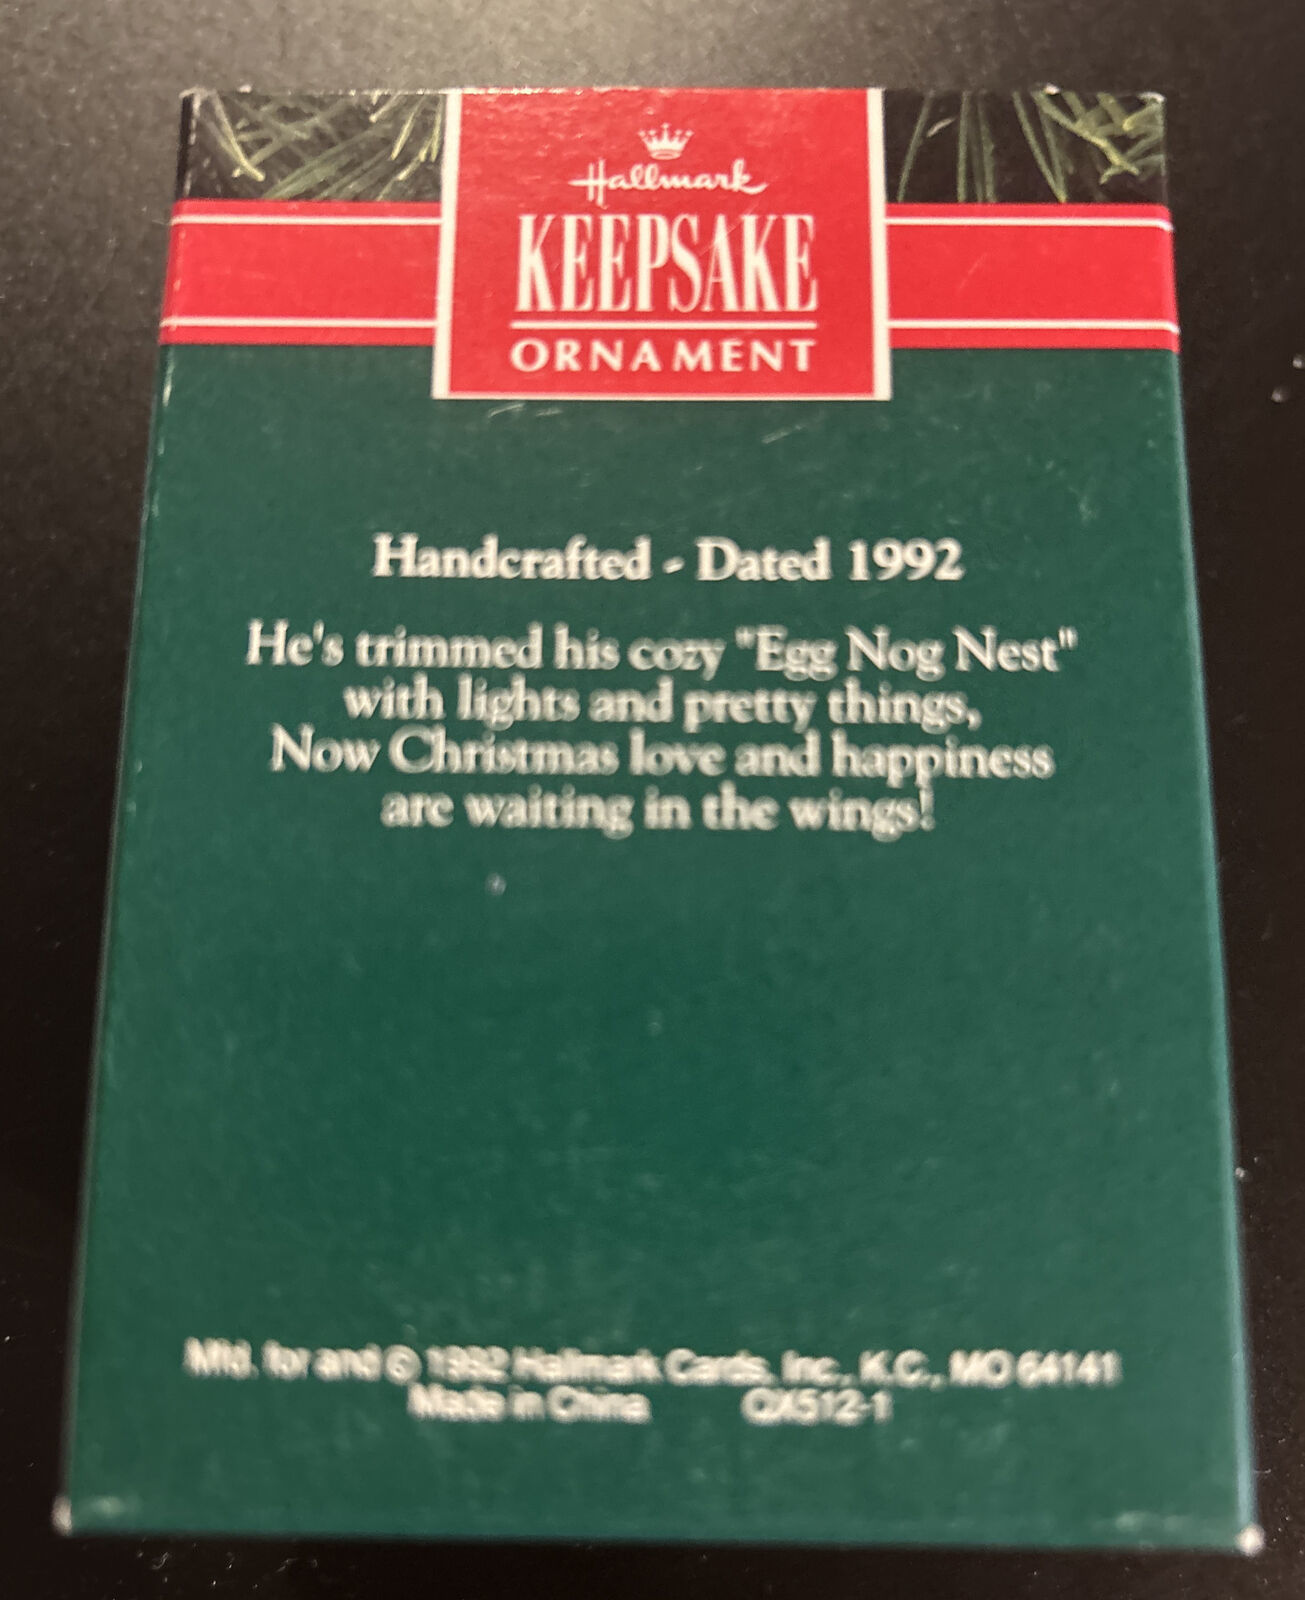 Hallmark
KEEPSAKE
ORNAMENT
Handcrafted - Dated 1992
He's trimmed his cozy "Egg Nog Nest"
with lights and pretty things,
Now Christmas love and happiness
are waiting in the wings!
Mfd. for and © 1992 Hallmark Cards, Inc., K.C., MO 64141
Made in China QX512-1